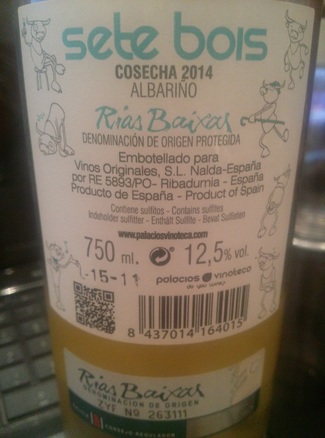 sete bois
COSECHA 2014
ALBARIÑO
Rías Baixas
DENOMINACIÓN DE ORIGEN PROTEGIDA
Embotellado para
Vinos Originales, S.L. Nalda-España
por RE 5893/PO- Ribadumia - España
Producto de España - Product of Spain
Contiene sulfitos - Contains sulfites
Indeholder sulfitter - Enthält Sulfite - Bevat Sulfieten
www.palaciosvinoteca.com
750 ml. 12,5% vol.
-15-11
palacios vinoteca
8 437014 164015
Rías Baixas
DENOMINACIÓN DE ORIGEN
ZYF Nº 263111
CONSEJO REGULADOR